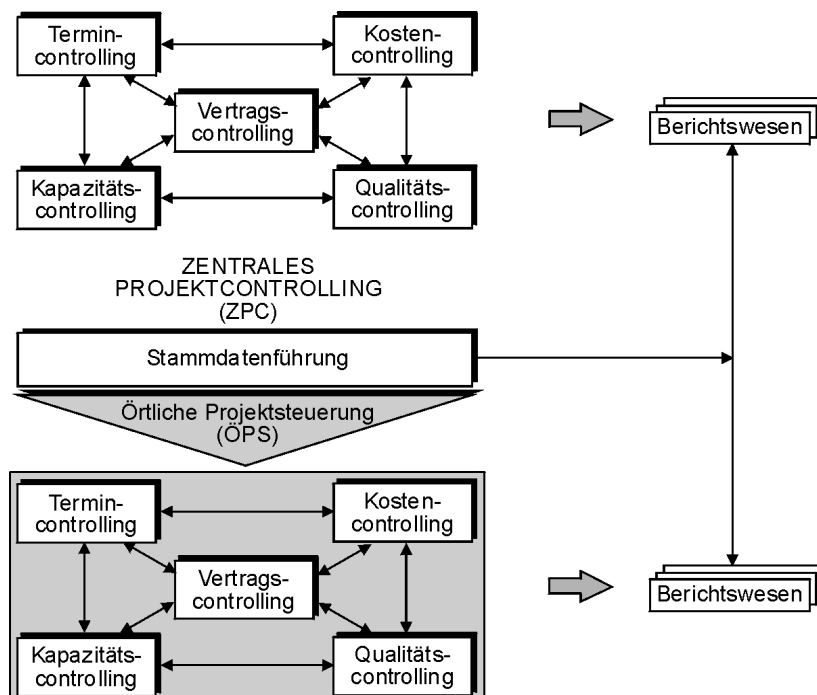 Termin-
controlling
Kosten-
controlling
Vertrags-
controlling
Berichtswesen
Kapazitäts-
controlling
Qualitäts-
controlling
ZENTRALES
PROJEKTCONTROLLING
(ZPC)
Stammdatenführung
Örtliche Projektsteuerung
(ÖPS)
Termin-
controlling
Kosten-
controlling
Vertrags-
controlling
Berichtswesen
Kapazitäts-
controlling
Qualitäts-
controlling